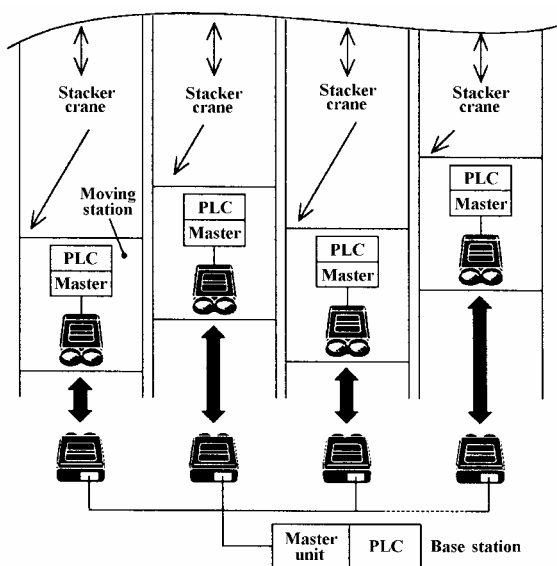 Stacker
crane
Stacker
crane
Stacker
crane
Stacker
crane
Moving
station
PLC
Master
PLC
Master
PLC
Master
PLC
Master
Master
unit
PLC
Base station